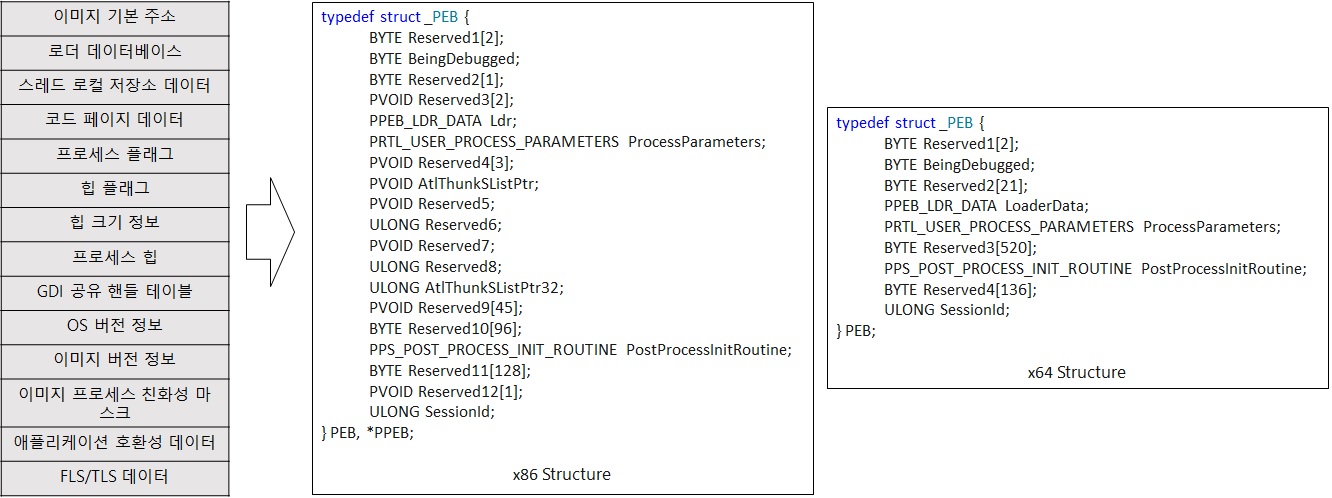 이미지 기본 주소
로더 데이터베이스
스레드 로컬 저장소 데이터
코드 페이지 데이터
프로세스 플래그
힙 플래그
힙 크기 정보
프로세스 힙
GDI 공유 핸들 테이블
OS 버전 정보
이미지 버전 정보
이미지 프로세스 친화성 마
스크
애플리케이션 호환성 데이터
FLS/TLS 데이터
typedef struct _PEB {
BYTE Reserved1[2];
BYTE BeingDebugged;
BYTE Reserved2[1];
PVOID Reserved3[2];
PPEB_LDR_DATA Ldr;
PRTL_USER_PROCESS_PARAMETERS ProcessParameters;
PVOID Reserved4[3];
PVOID AtlThunkSListPtr;
PVOID Reserved5;
ULONG Reserved6;
PVOID Reserved7;
ULONG Reserved8;
ULONG AtlThunkSListPtr32;
PVOID Reserved9[45];
BYTE Reserved10[96];
PPS_POST_PROCESS_INIT_ROUTINE PostProcessInitRoutine;
BYTE Reserved11[128];
PVOID Reserved12[1];
ULONG SessionId;
} PEB, *PPEB;
x86 Structure
typedef struct _PEB {
BYTE Reserved1[2];
BYTE BeingDebugged;
BYTE Reserved2[21];
PPEB_LDR_DATA LoaderData;
PRTL_USER_PROCESS_PARAMETERS ProcessParameters;
BYTE Reserved3[520];
PPS_POST_PROCESS_INIT_ROUTINE PostProcessInitRoutine;
BYTE Reserved4[136];
ULONG SessionId;
} PEB;
x64 Structure